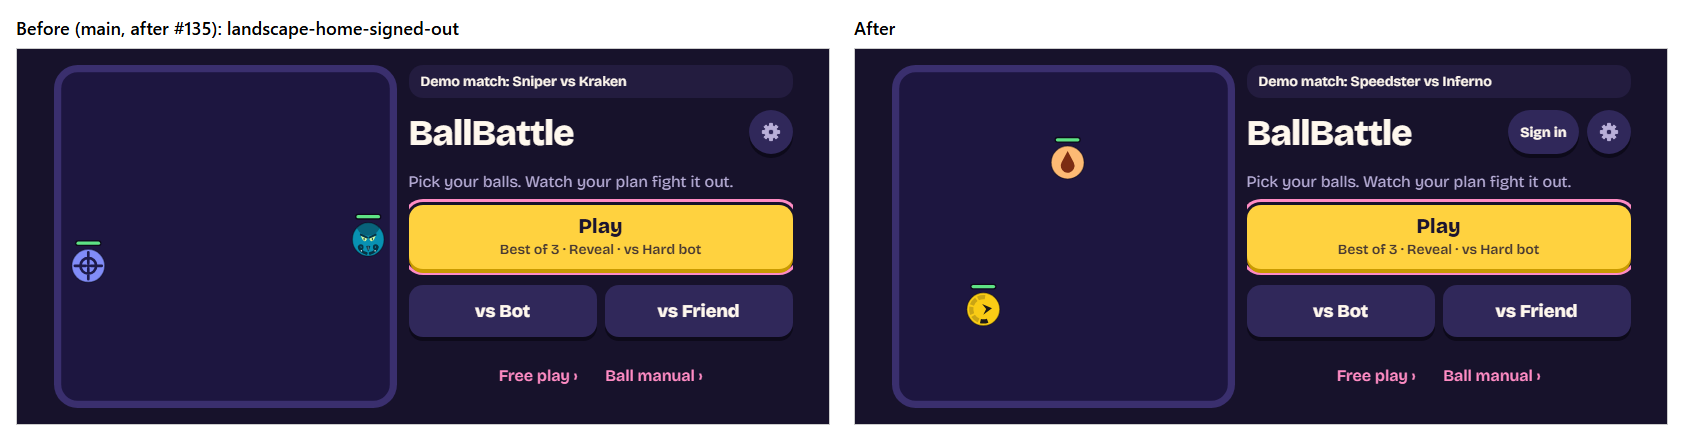 Before (main, after #135): landscape-home-signed-out
Demo match: Sniper vs Kraken
BallBattle
Pick your balls. Watch your plan fight it out.
Play
Best of 3 · Reveal · vs Hard bot
vs Bot
vs Friend
Free play ›
Ball manual ›
After
Demo match: Speedster vs Inferno
BallBattle
Sign in
Pick your balls. Watch your plan fight it out.
Play
Best of 3 · Reveal · vs Hard bot
vs Bot
vs Friend
Free play ›
Ball manual ›